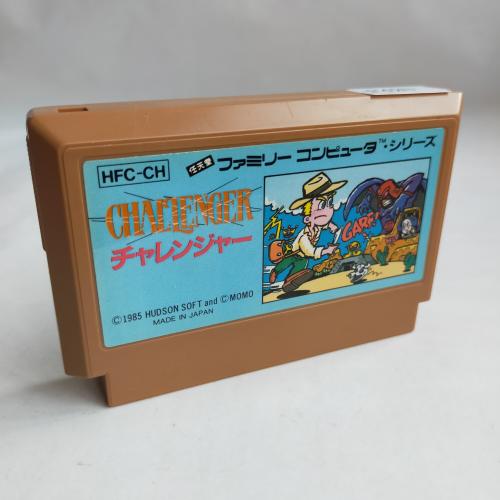 HFC-CH
任天堂 ファミリー コンピュータ™・シリーズ
CHALLENGER
チャレンジャー
GARF!
©1985 HUDSON SOFT and ©MOMO
MADE IN JAPAN